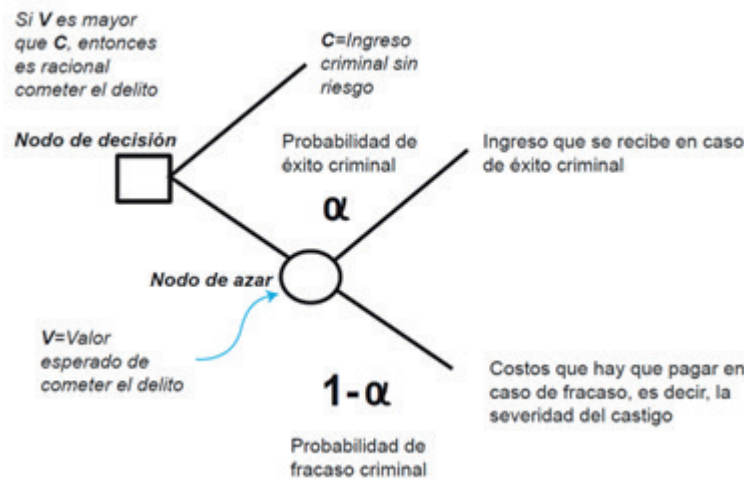 Si V es mayor
que C, entonces
es racional
cometer el delito
C=Ingreso
criminal sin
riesgo
Nodo de decisión
Probabilidad de
éxito criminal
Ingreso que se recibe en caso
de éxito criminal
α
Nodo de azar
V=Valor
esperado de
cometer el delito
Costos que hay que pagar en
caso de fracaso, es decir, la
severidad del castigo
1-α
Probabilidad de
fracaso criminal